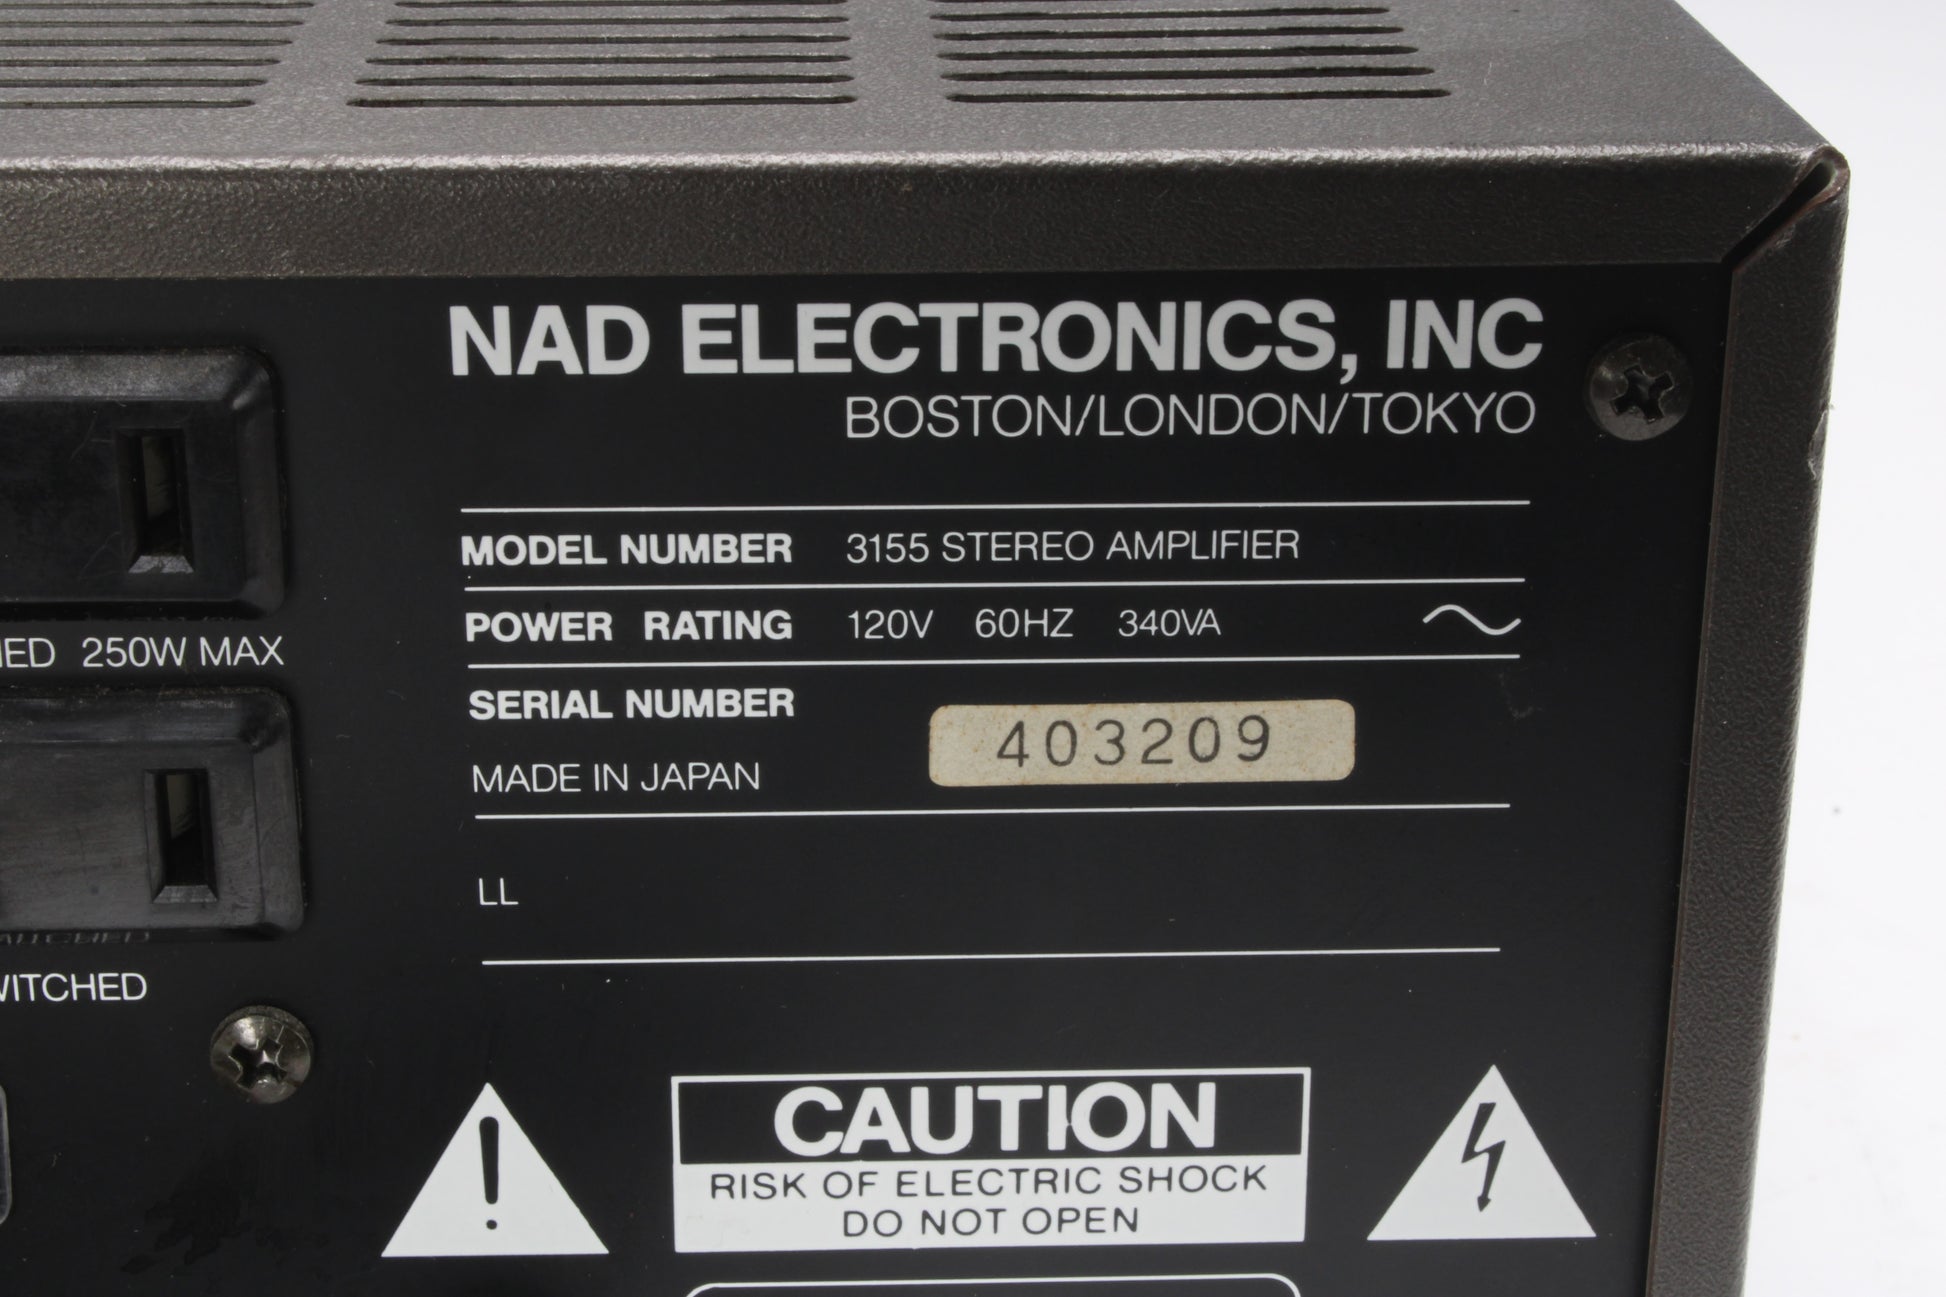 NAD ELECTRONICS, INC
BOSTON/LONDON/TOKYO
MODEL NUMBER 3155 STEREO AMPLIFIER
POWER RATING 120V 60HZ 340VA
250W MAX
SERIAL NUMBER 403209
MADE IN JAPAN
LL
CAUTION
RISK OF ELECTRIC SHOCK
DO NOT OPEN